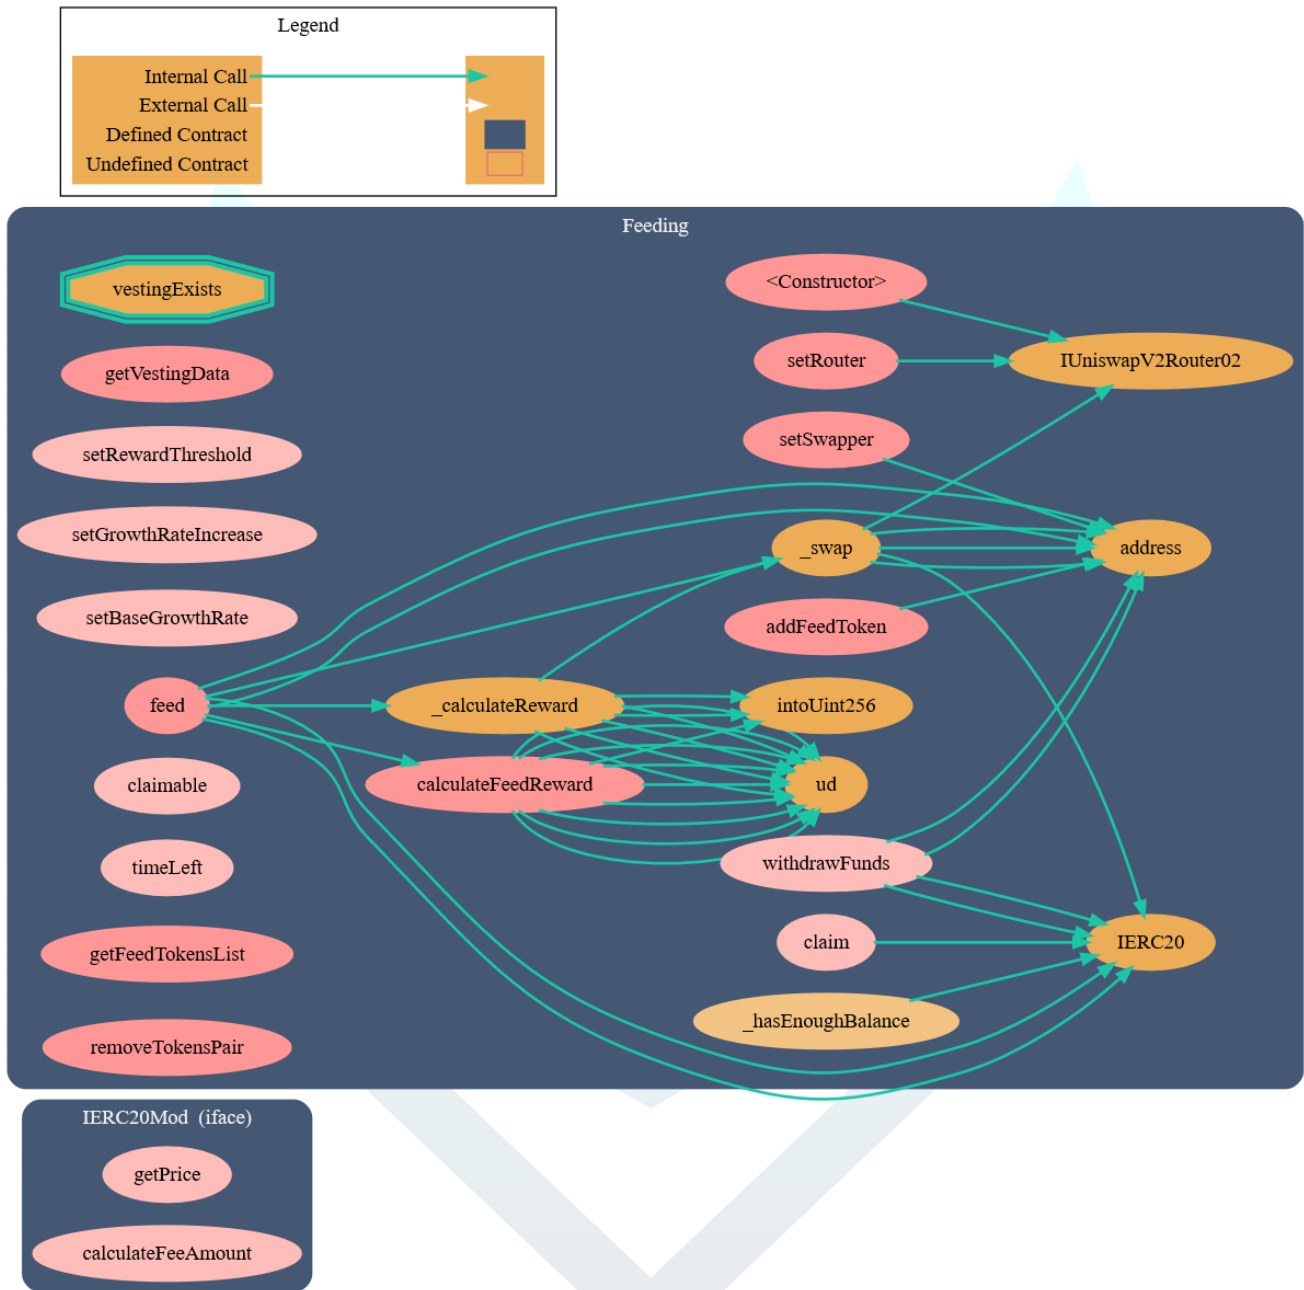 Legend
Internal Call
External Call
Defined Contract
Undefined Contract
Feeding
vestingExists
getVestingData
setRewardThreshold
setGrowthRateIncrease
setBaseGrowthRate
feed
claimable
timeLeft
getFeedTokensList
removeTokensPair
_calculateReward
calculateFeedReward
<Constructor>
setRouter
setSwapper
_swap
addFeedToken
intoUint256
ud
withdrawFunds
claim
_hasEnoughBalance
IUniswapV2Router02
address
IERC20
IERC20Mod (iface)
getPrice
calculateFeeAmount